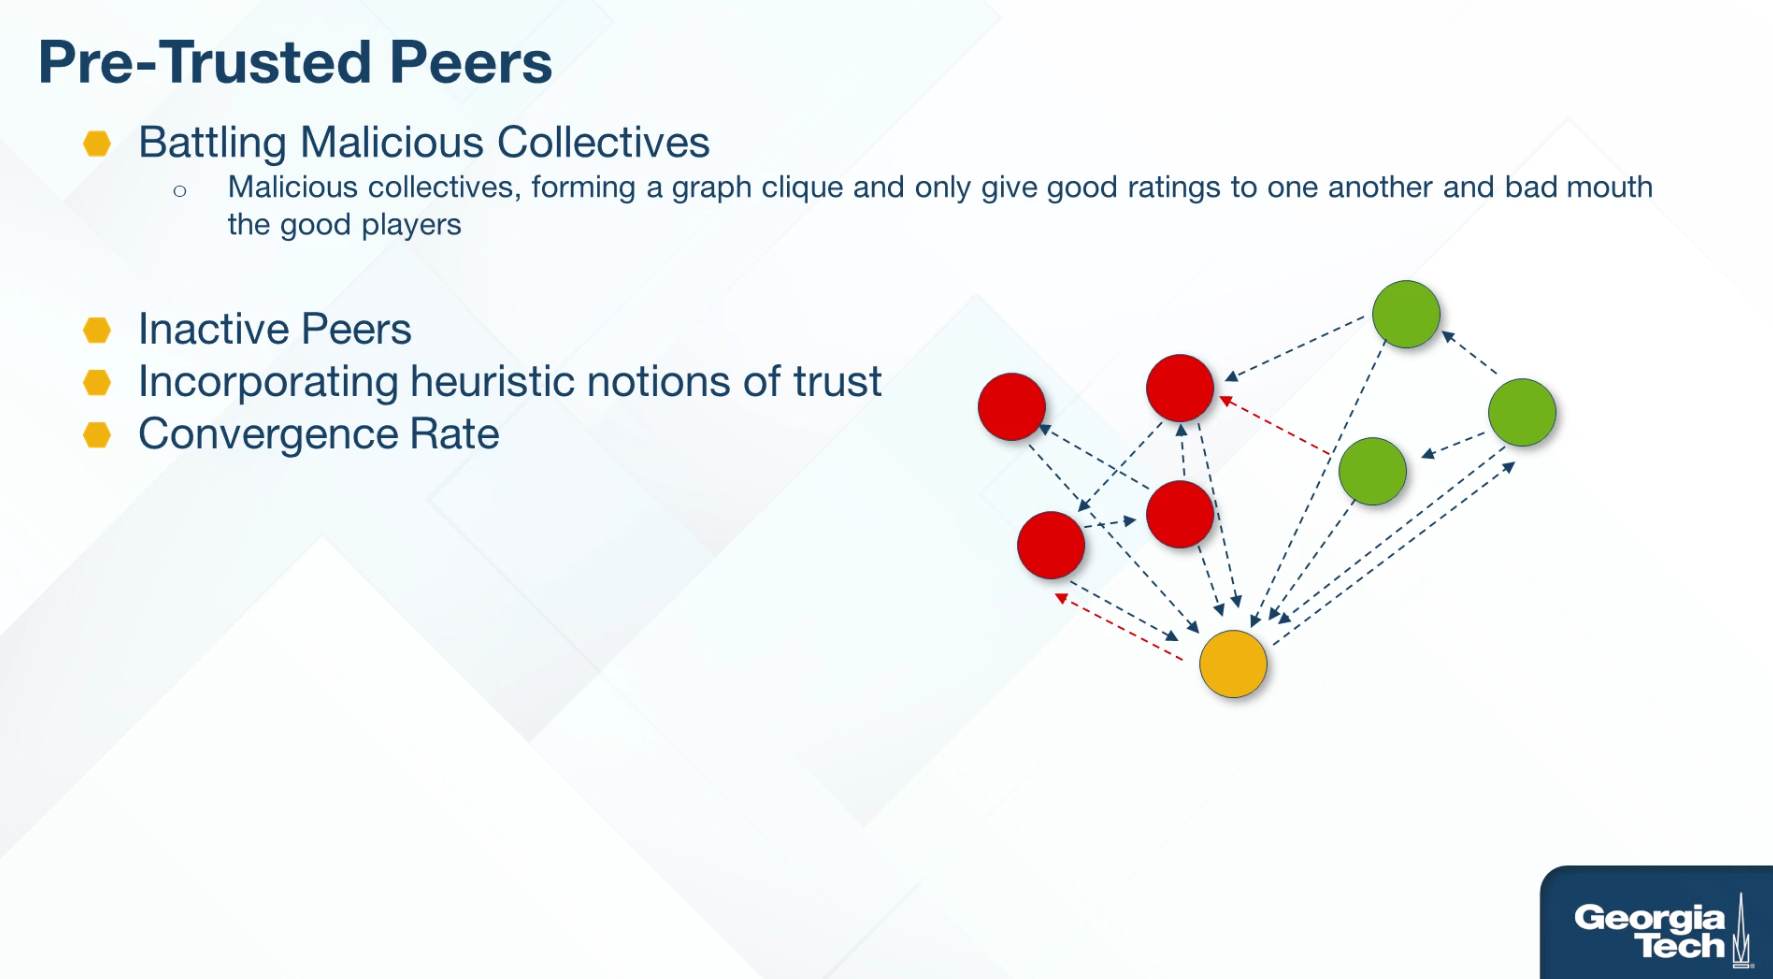 Pre-Trusted Peers
Battling Malicious Collectives
Malicious collectives, forming a graph clique and only give good ratings to one another and bad mouth
the good players
Inactive Peers
Incorporating heuristic notions of trust
Convergence Rate
Georgia
Tech